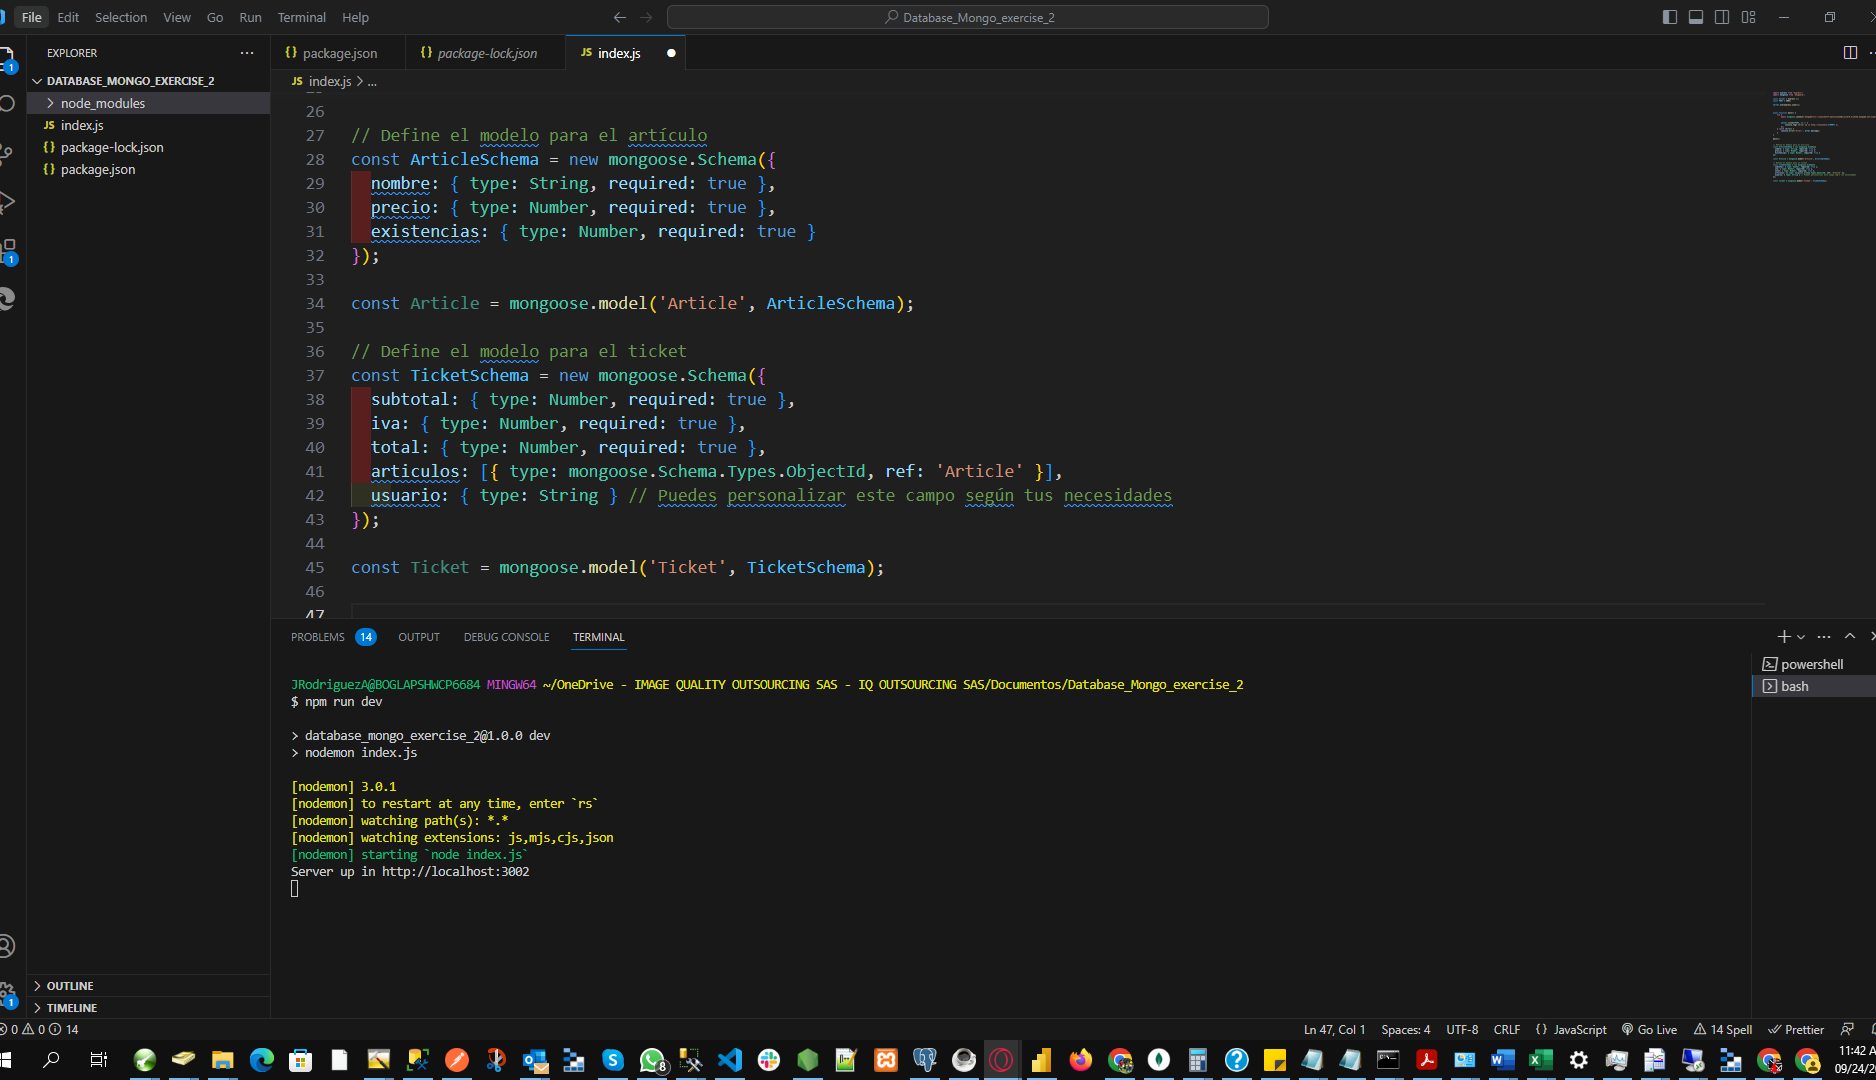 File Edit Selection View Go Run Terminal Help
Database_Mongo_exercise_2
EXPLORER
DATABASE_MONGO_EXERCISE_2
node_modules
JS index.js
{} package-lock.json
{} package.json
{} package.json
{} package-lock.json
JS index.js
JS index.js > ...
26
27 // Define el modelo para el artículo
28 const ArticleSchema = new mongoose.Schema({
29 nombre: { type: String, required: true },
30 precio: { type: Number, required: true },
31 existencias: { type: Number, required: true }
32 });
33
34 const Article = mongoose.model('Article', ArticleSchema);
35
36 // Define el modelo para el ticket
37 const TicketSchema = new mongoose.Schema({
38 subtotal: { type: Number, required: true },
39 iva: { type: Number, required: true },
40 total: { type: Number, required: true },
41 articulos: [{ type: mongoose.Schema.Types.ObjectId, ref: 'Article' }],
42 usuario: { type: String } // Puedes personalizar este campo según tus necesidades
43 });
44
45 const Ticket = mongoose.model('Ticket', TicketSchema);
46
47
PROBLEMS 14 OUTPUT DEBUG CONSOLE TERMINAL
powershell
bash
JRodriguezA@BOGLAPSHWCP6684 MINGW64 ~/OneDrive - IMAGE QUALITY OUTSOURCING SAS - IQ OUTSOURCING SAS/Documentos/Database_Mongo_exercise_2
$ npm run dev
> database_mongo_exercise_2@1.0.0 dev
> nodemon index.js
[nodemon] 3.0.1
[nodemon] to restart at any time, enter `rs`
[nodemon] watching path(s): *.*
[nodemon] watching extensions: js,mjs,cjs,json
[nodemon] starting `node index.js`
Server up in http://localhost:3002
OUTLINE
TIMELINE
0 0 14
Ln 47, Col 1 Spaces: 4 UTF-8 CRLF {} JavaScript Go Live 14 Spell Prettier
11:42 A
09/24/2